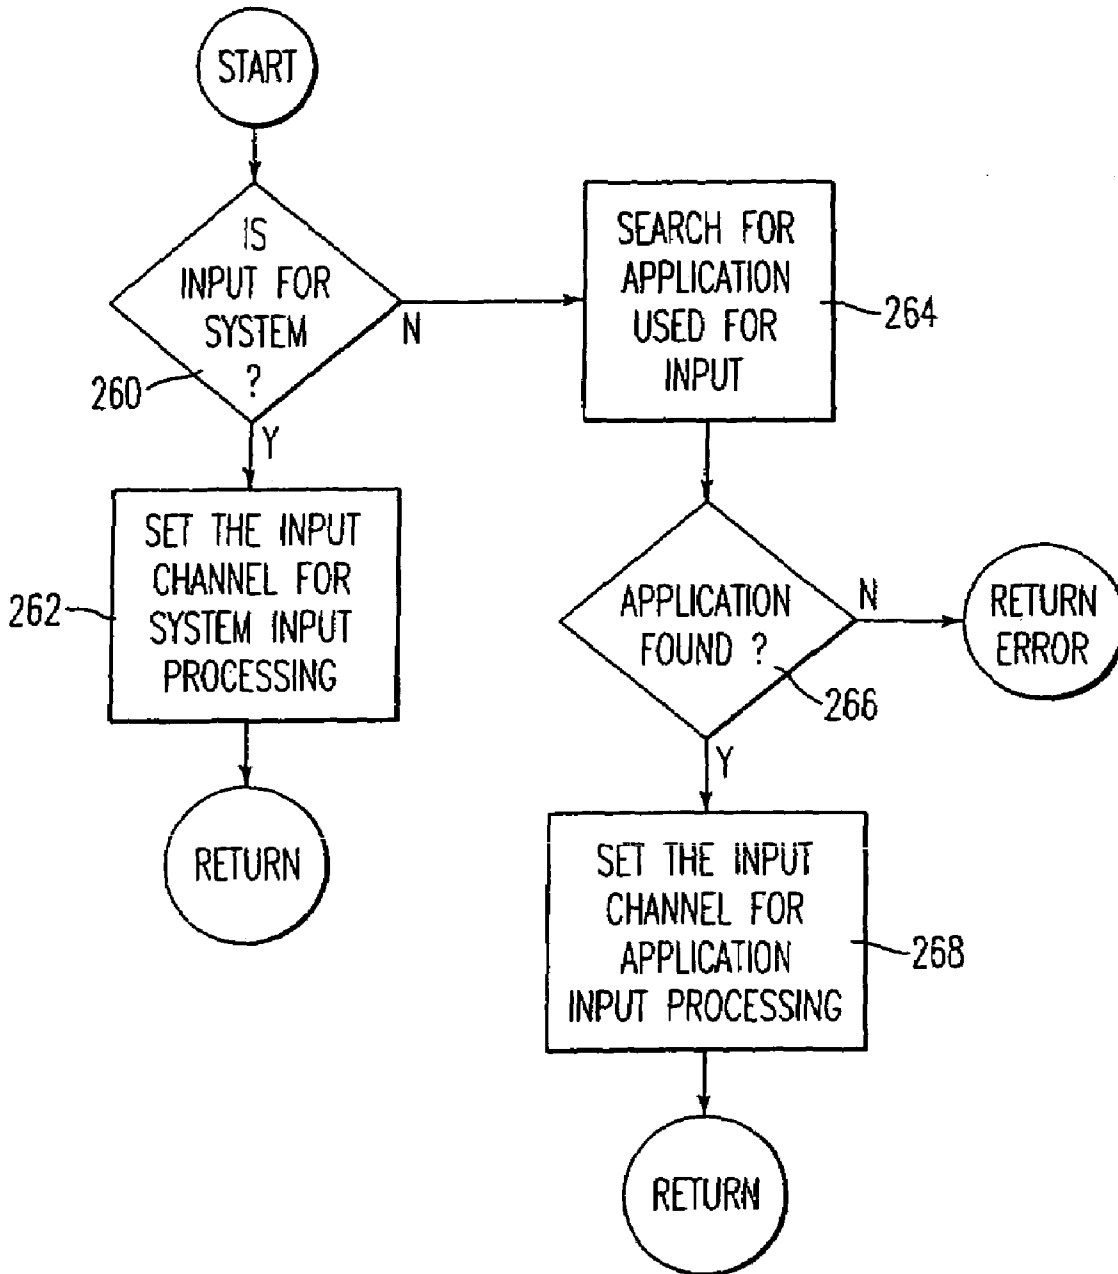 START
IS
INPUT FOR
SYSTEM
?
260
N
Y
SEARCH FOR
APPLICATION
USED FOR
INPUT
264
SET THE INPUT
CHANNEL FOR
SYSTEM INPUT
PROCESSING
262
RETURN
APPLICATION
FOUND ?
266
N
RETURN
ERROR
Y
SET THE INPUT
CHANNEL FOR
APPLICATION
INPUT PROCESSING
268
RETURN